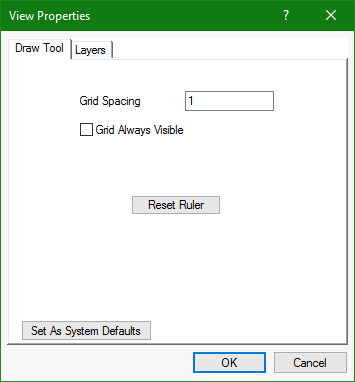 View Properties
?
Draw Tool
Layers
Grid Spacing
1
Grid Always Visible
Reset Ruler
Set As System Defaults
OK
Cancel